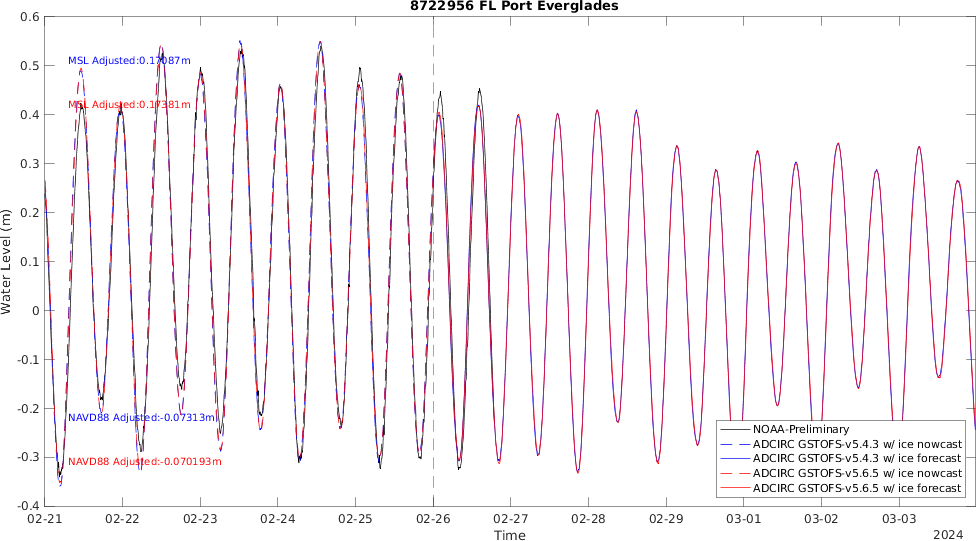 8722956 FL Port Everglades
0.6
0.5
0.4
0.3
0.2
0.1
0
-0.1
-0.2
-0.3
-0.4
Water Level (m)
MSL Adjusted:0.17087m
MSL Adjusted:0.17381m
NAVD88 Adjusted:-0.07313m
NAVD88 Adjusted:-0.070193m
NOAA-Preliminary
ADCIRC GSTOFS-v5.4.3 w/ ice nowcast
ADCIRC GSTOFS-v5.4.3 w/ ice forecast
ADCIRC GSTOFS-v5.6.5 w/ ice nowcast
ADCIRC GSTOFS-v5.6.5 w/ ice forecast
02-21 02-22 02-23 02-24 02-25 02-26 02-27 02-28 02-29 03-01 03-02 03-03
Time
2024